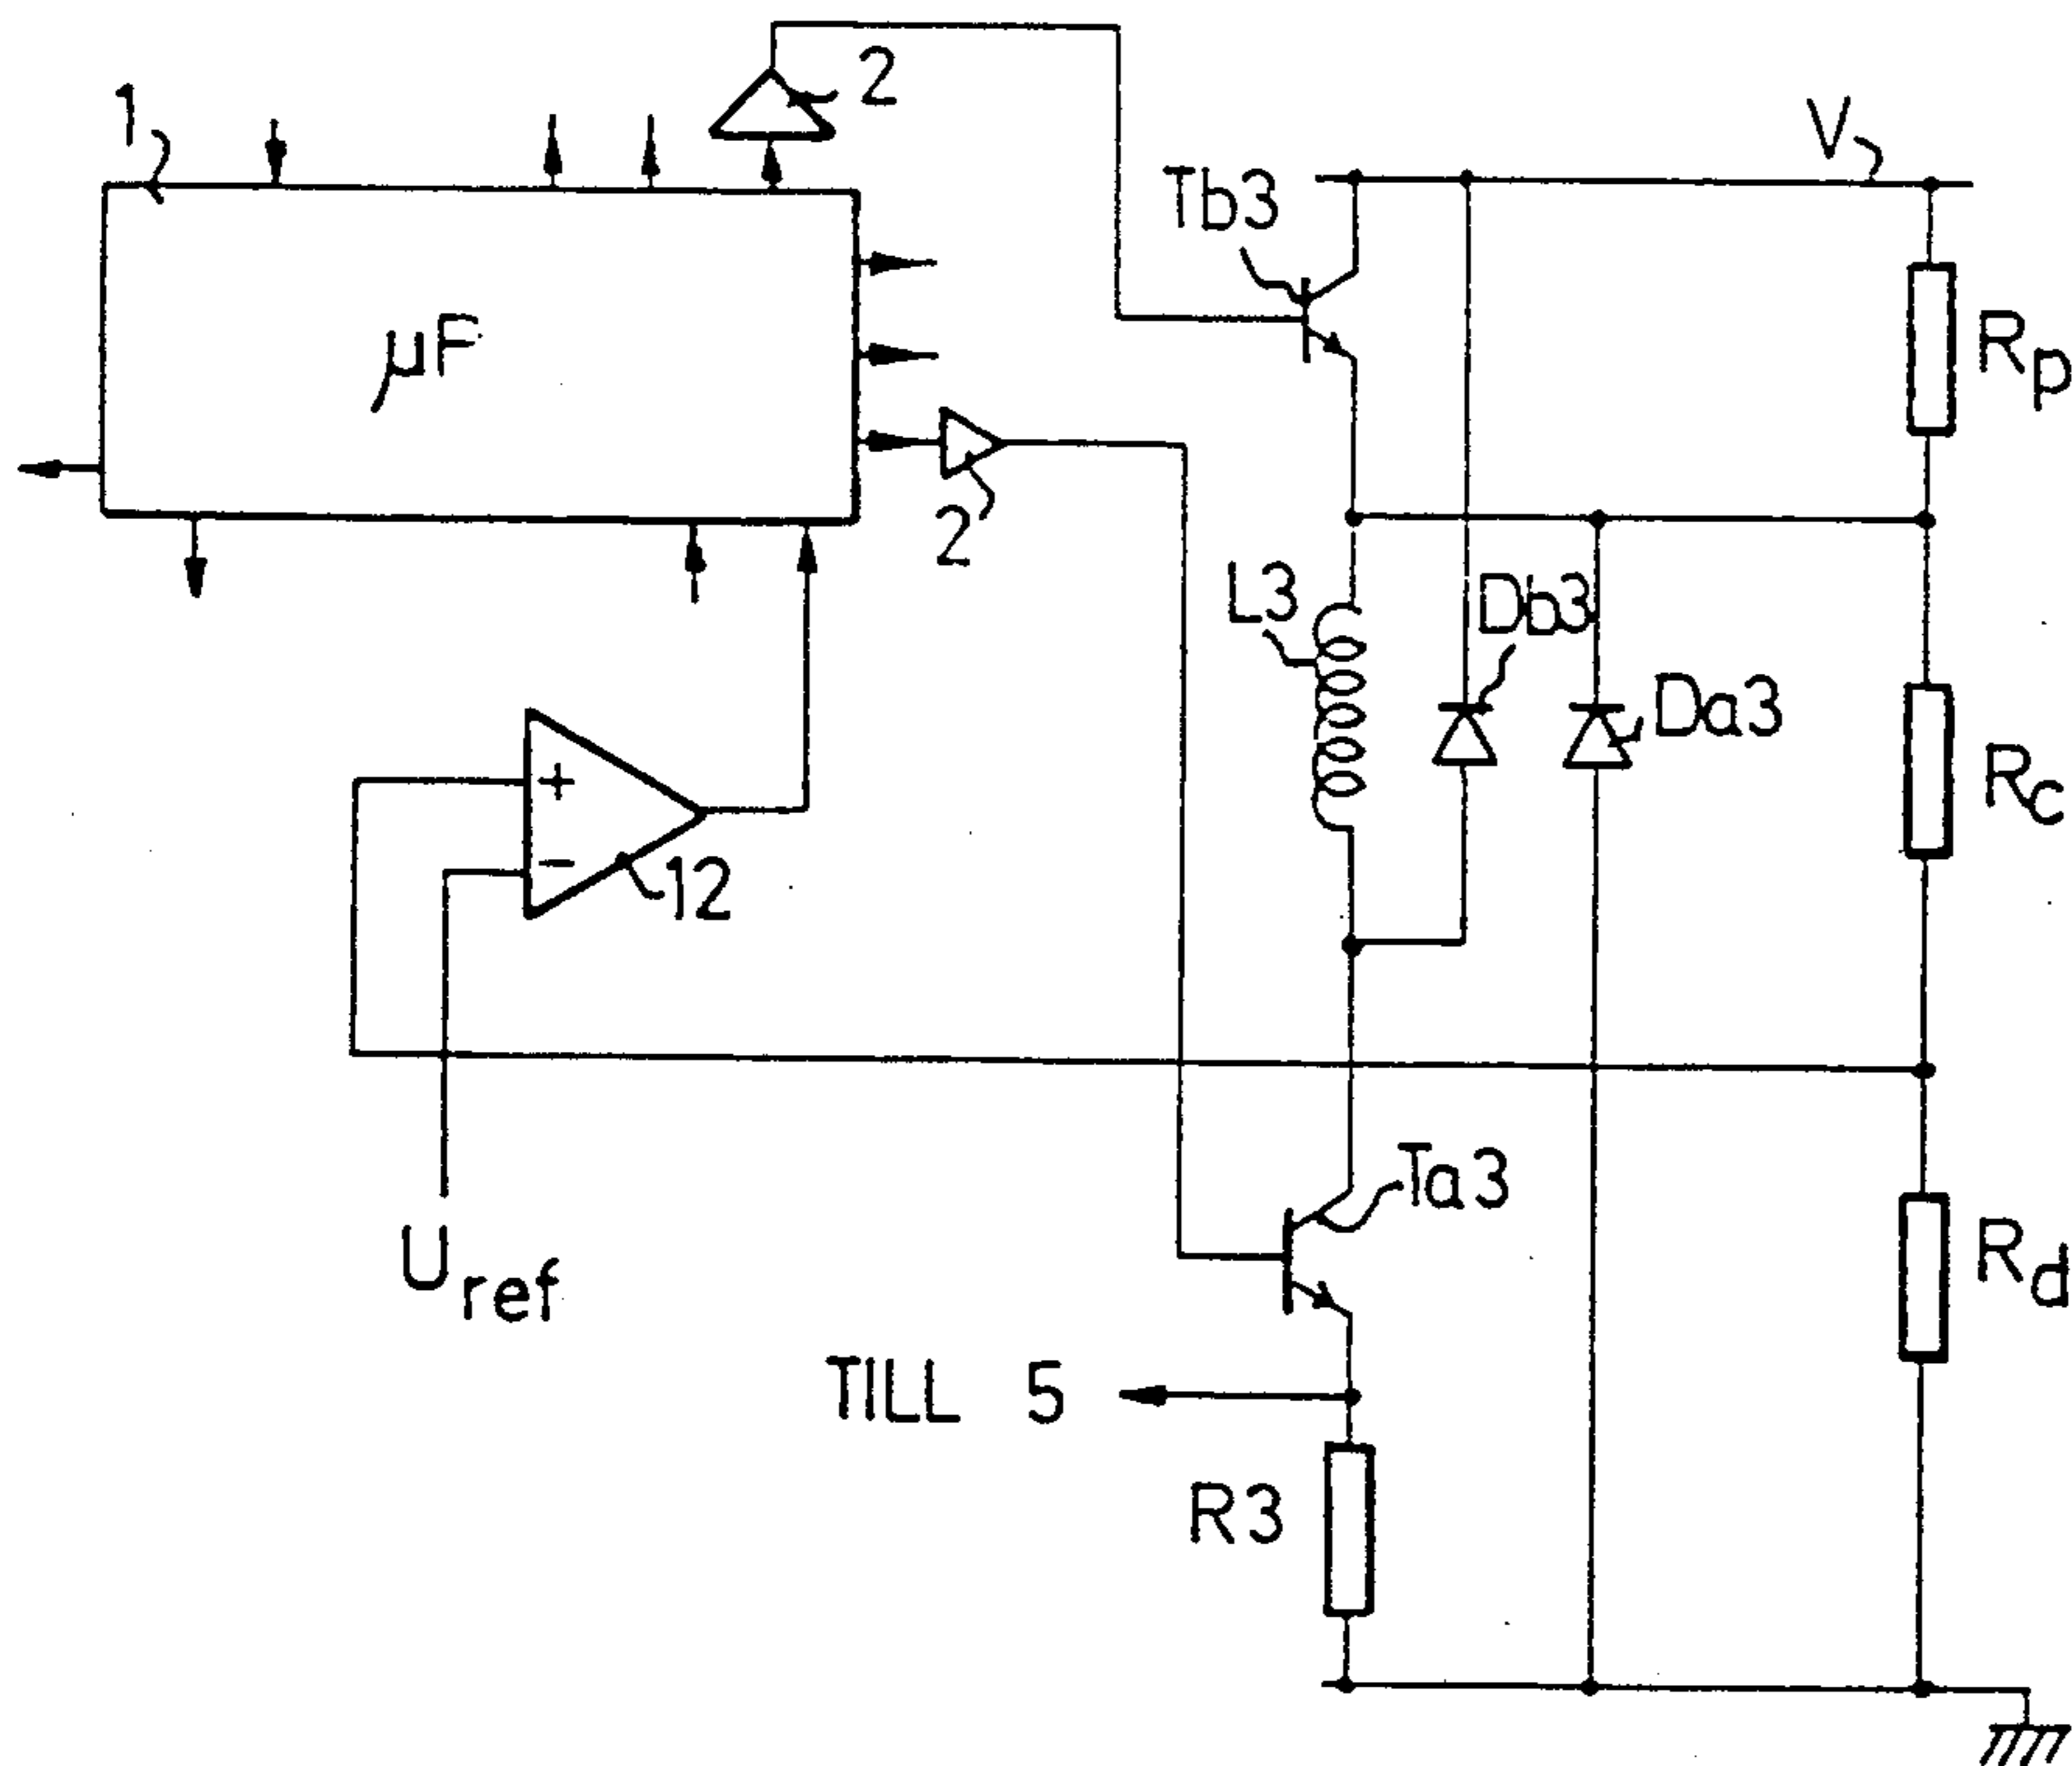 2
1
V
Tb3
μF
Rp
2
L3
Db3
Da3
Rc
+
−
12
Ta3
Rd
Uref
TILL 5
R3